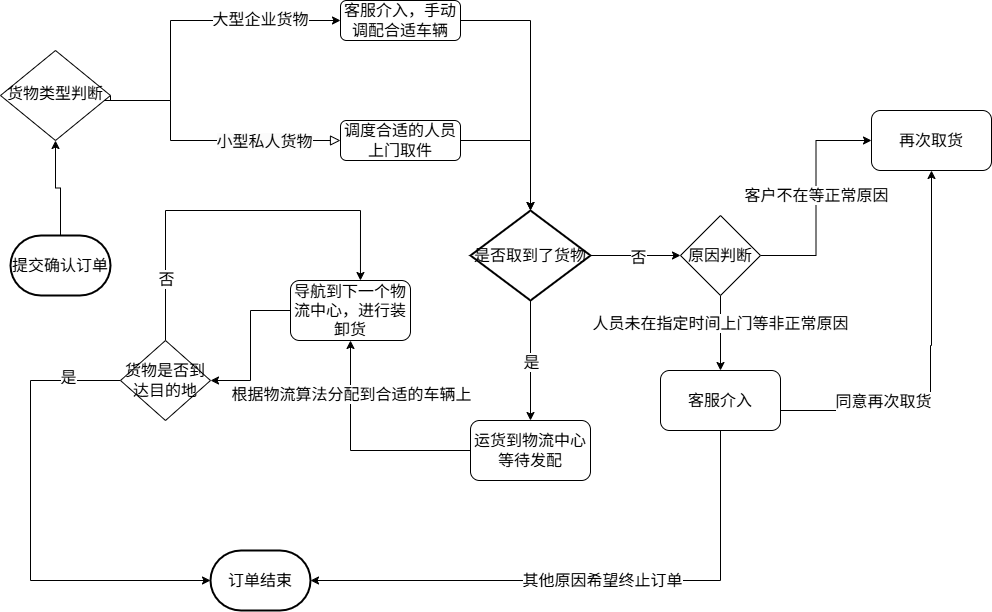 大型企业货物
客服介入，手动
调配合适车辆
货物类型判断
小型私人货物
调度合适的人员
上门取件
再次取货
客户不在等正常原因
提交确认订单
是否取到了货物
否
原因判断
否
导航到下一个物
流中心，进行装
卸货
人员未在指定时间上门等非正常原因
是
货物是否到
达目的地
是
根据物流算法分配到合适的车辆上
客服介入
同意再次取货
运货到物流中心
等待发配
订单结束
其他原因希望终止订单